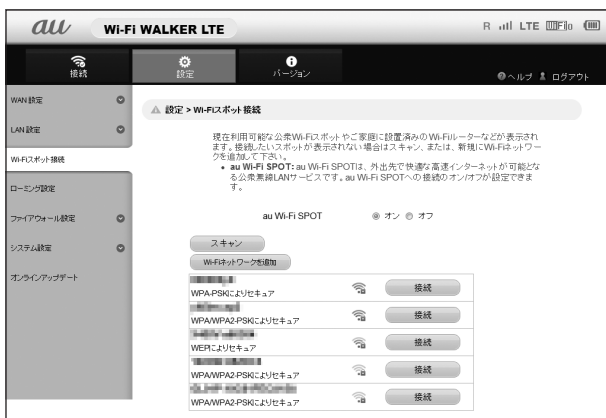 au Wi-Fi WALKER LTE
R LTE
接続 設定 バージョン
ヘルプ ログアウト
WAN 設定
LAN 設定
Wi-Fiスポット接続
ローミング設定
ファイアウォール設定
システム設定
オンラインアップデート
設定 > Wi-Fiスポット接続
現在利用可能な公衆Wi-Fiスポットやご家庭に設置済みのWi-Fiルーターなどが表示され
ます。接続したいスポットが表示されない場合はスキャン、または、新規にWi-Fiネットワー
クを追加して下さい。
• au Wi-Fi SPOT: au Wi-Fi SPOTは、外出先で快適な高速インターネットが可能とな
る公衆無線LANサービスです。au Wi-Fi SPOTへの接続のオン/オフが設定できま
す。
au Wi-Fi SPOT オン オフ
スキャン
Wi-Fiネットワークを追加
WPA-PSKによりセキュア 接続
WPA/WPA2-PSKによりセキュア 接続
WEPによりセキュア 接続
WPA/WPA2-PSKによりセキュア 接続
WPA/WPA2-PSKによりセキュア 接続